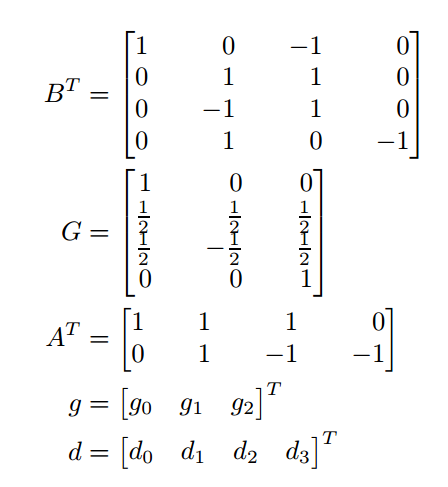 B^T = [1 0 −1 0
0 1 1 0
0 −1 1 0
0 1 0 −1]
G = [1 0 0
1/2 1/2 1/2
1/2 −1/2 1/2
0 0 1]
A^T = [1 1 1 0
0 1 −1 −1]
g = [g₀ g₁ g₂]^T
d = [d₀ d₁ d₂ d₃]^T